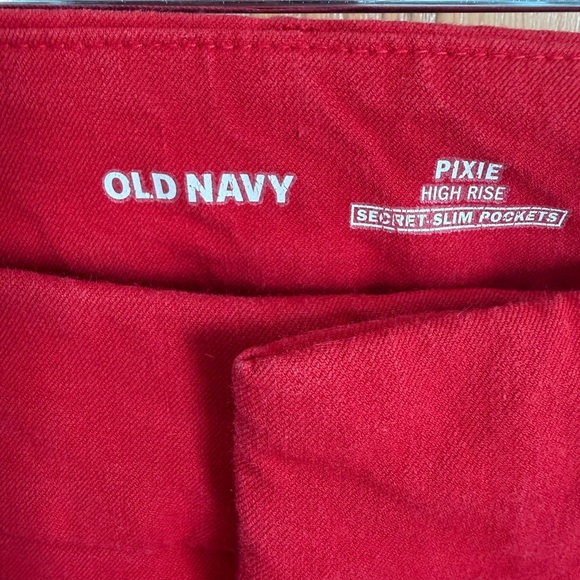 OLD NAVY
PIXIE
HIGH RISE
SECRET-SLIM POCKETS